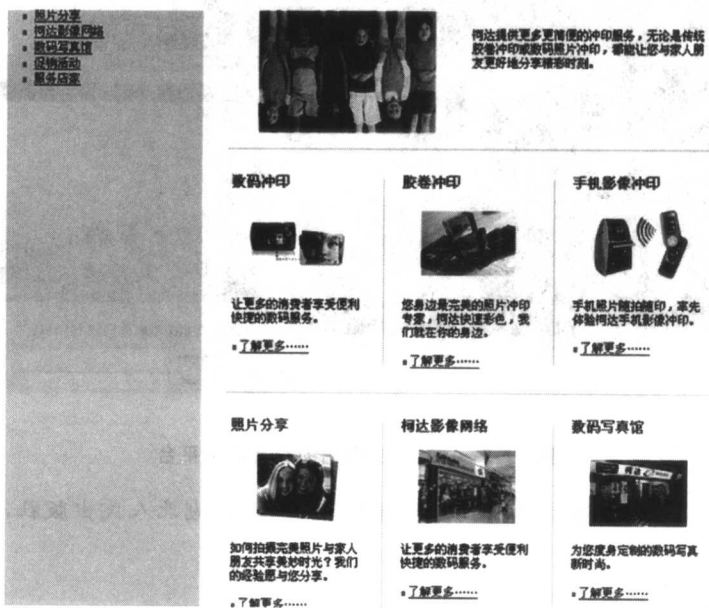 照片分享
柯达影像网络
数码写真馆
促销活动
服务店家
柯达提供更多更简便的冲印服务，无论是传统
胶卷冲印或数码照片冲印，都能让您与家人朋
友更好地分享精彩时刻。
数码冲印
让更多的消费者享受便利
快捷的数码服务。
了解更多……
胶卷冲印
您身边最完美的照片冲印
专家，柯达快速彩色，我
们就在你的身边。
了解更多……
手机影像冲印
手机照片随拍随印，率先
体验柯达手机影像冲印。
了解更多……
照片分享
如何拍摄完美照片与家人
朋友共享美妙时光？我们
的经验愿与您分享。
了解更多……
柯达影像网络
让更多的消费者享受便利
快捷的数码服务。
了解更多……
数码写真馆
为您度身定制的数码写真
新时尚。
了解更多……